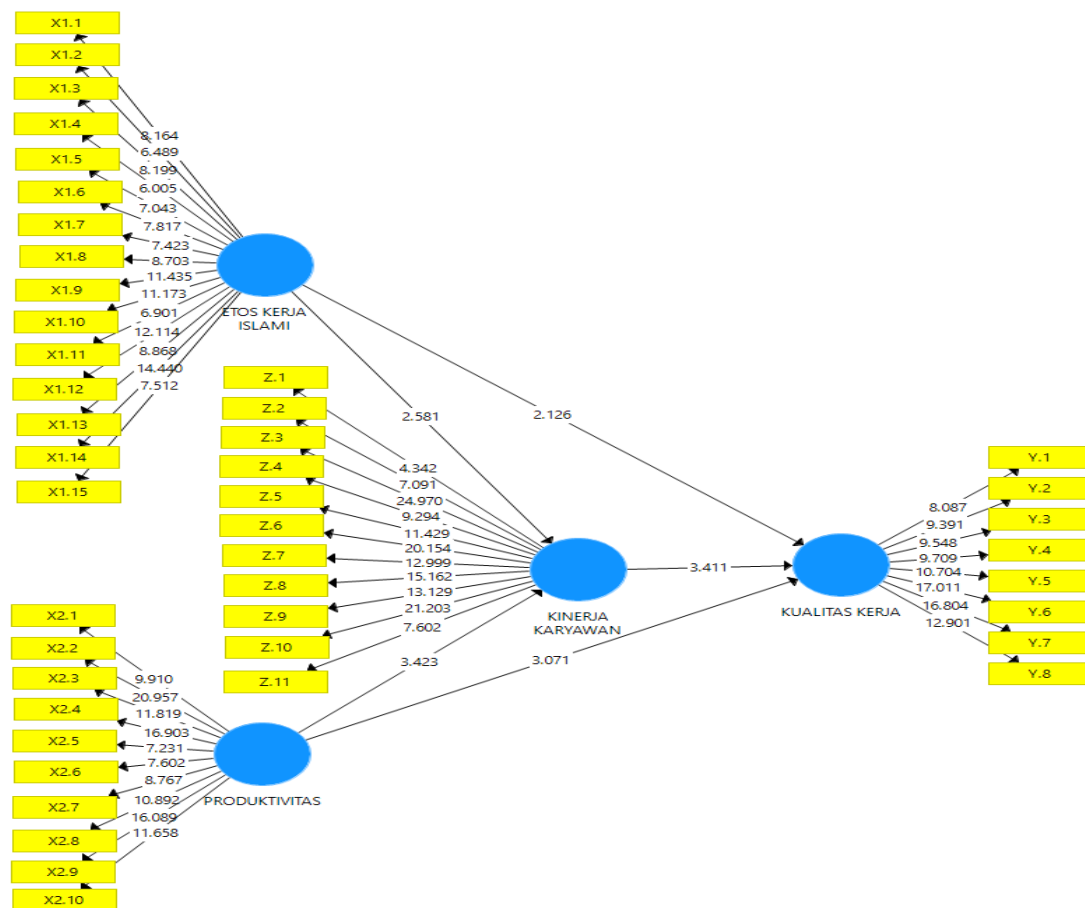 X1.1
X1.2
X1.3
X1.4
X1.5
X1.6
X1.7
X1.8
X1.9
X1.10
X1.11
X1.12
X1.13
X1.14
X1.15
8.164
6.489
8.199
6.005
7.043
7.817
7.423
8.703
11.435
11.173
6.901
12.114
8.868
14.440
7.512
ETOS KERJA
ISLAMI
2.581
2.126
Z.1
Z.2
Z.3
Z.4
Z.5
Z.6
Z.7
Z.8
Z.9
Z.10
Z.11
4.342
7.091
24.970
9.294
11.429
20.154
12.999
15.162
13.129
21.203
7.602
KINERJA
KARYAWAN
3.411
3.423
3.071
KUALITAS KERJA
8.087
9.391
9.548
9.709
10.704
17.011
16.804
12.901
Y.1
Y.2
Y.3
Y.4
Y.5
Y.6
Y.7
Y.8
X2.1
X2.2
X2.3
X2.4
X2.5
X2.6
X2.7
X2.8
X2.9
X2.10
9.910
20.957
11.819
16.903
7.231
7.602
8.767
10.892
16.089
11.658
PRODUKTIVITAS